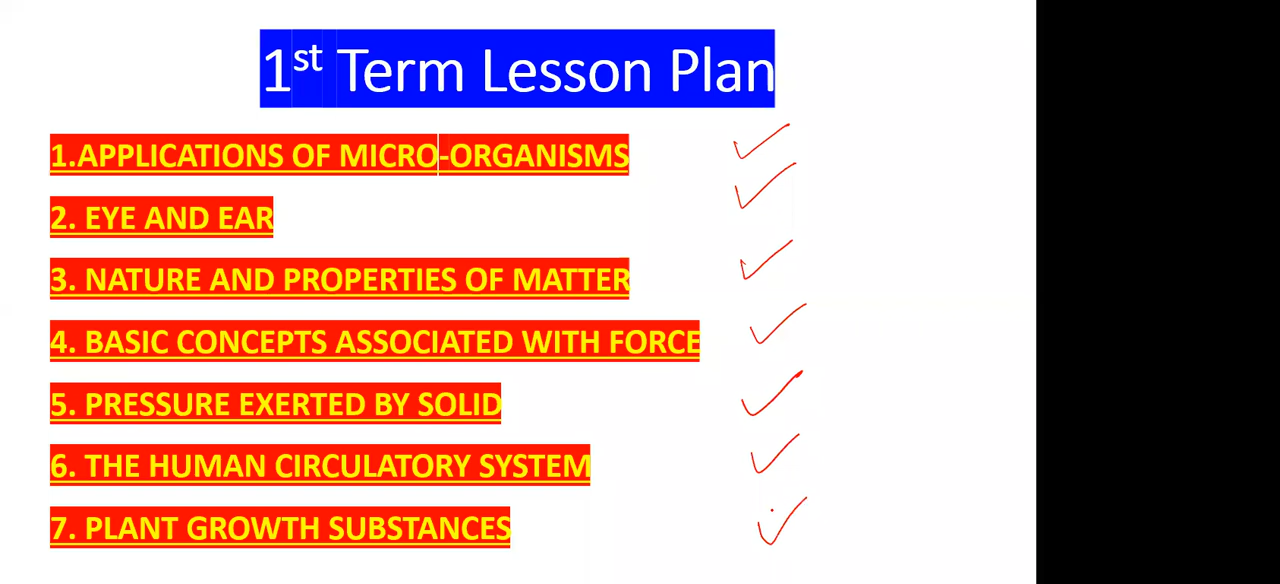 1st Term Lesson Plan
1.APPLICATIONS OF MICRO-ORGANISMS
2. EYE AND EAR
3. NATURE AND PROPERTIES OF MATTER
4. BASIC CONCEPTS ASSOCIATED WITH FORCE
5. PRESSURE EXERTED BY SOLID
6. THE HUMAN CIRCULATORY SYSTEM
7. PLANT GROWTH SUBSTANCES